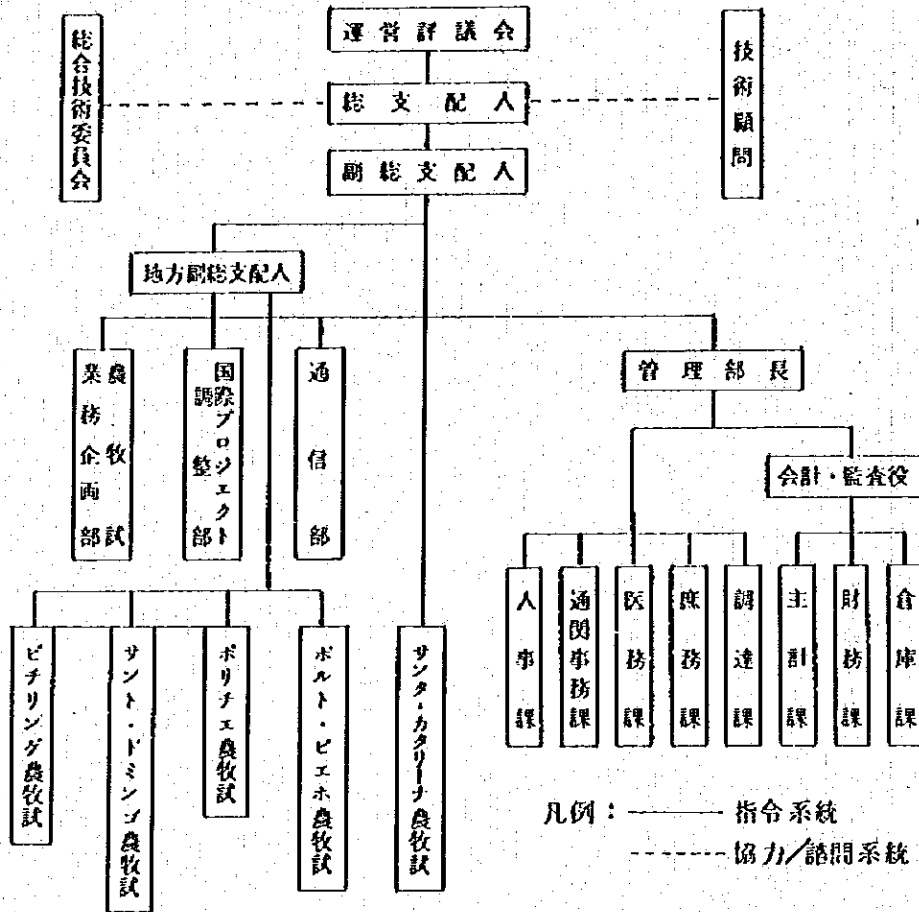 運営評議会
総合技術委員会
総支配人
技術顧問
副総支配人
地方副総支配人
農牧試
業務企画部
国際プロジェクト
調整部
通信部
管理部長
会計・監査役
人事課
通関事務課
医務課
庶務課
調達課
主計課
財務課
倉庫課
ピチリング農牧試
サント・ドミンゴ農牧試
ポリチェ農牧試
ポルト・ビエホ農牧試
サンタ・カタリーナ農牧試
凡例:
指令系統
協力/諮問系統